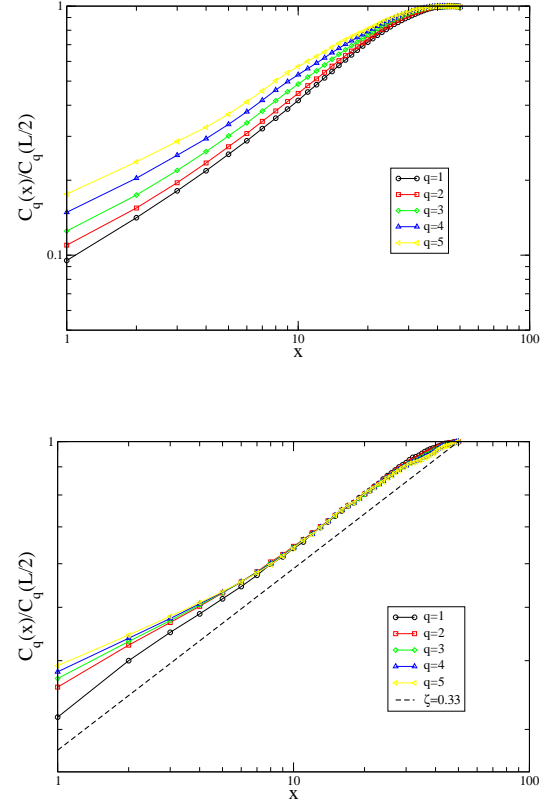 1
0.1
C_q(x)/C_q(L/2)
q=1
q=2
q=3
q=4
q=5
1 10 100
x
1
C_q(x)/C_q(L/2)
q=1
q=2
q=3
q=4
q=5
ζ=0.33
1 10 100
x